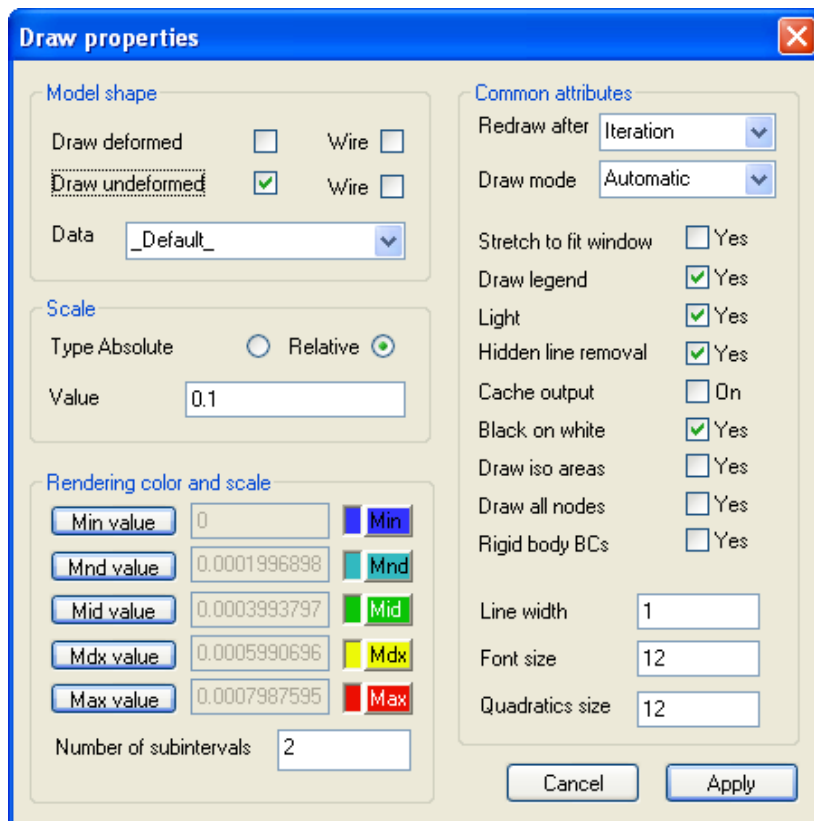 Draw properties
Model shape
Draw deformed Wire
Draw undeformed Wire
Data _Default_
Scale
Type Absolute Relative
Value 0.1
Rendering color and scale
Min value 0 Min
Mnd value 0.0001996898 Mnd
Mid value 0.0003993797 Mid
Mdx value 0.0005990696 Mdx
Max value 0.0007987595 Max
Number of subintervals 2
Common attributes
Redraw after Iteration
Draw mode Automatic
Stretch to fit window Yes
Draw legend Yes
Light Yes
Hidden line removal Yes
Cache output On
Black on white Yes
Draw iso areas Yes
Draw all nodes Yes
Rigid body BCs Yes
Line width 1
Font size 12
Quadratics size 12
Cancel Apply